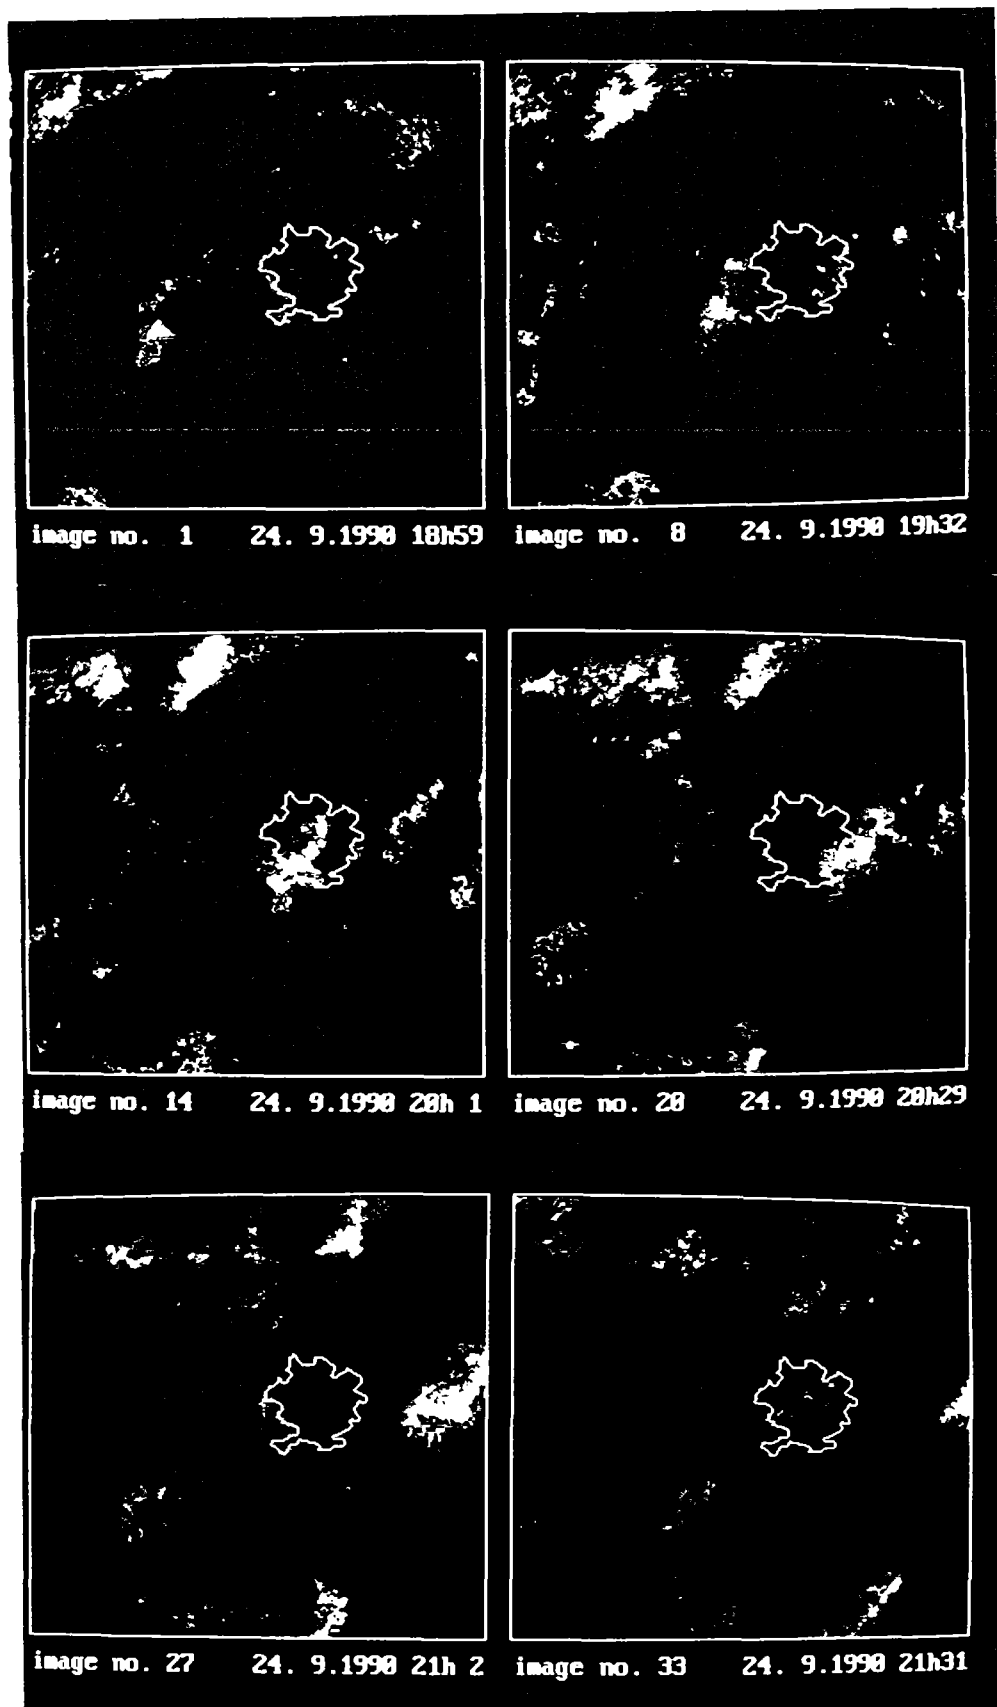 image no. 1 24. 9.1990 18h59
image no. 8 24. 9.1990 19h32
image no. 14 24. 9.1990 20h 1
image no. 20 24. 9.1990 20h29
image no. 27 24. 9.1990 21h 2
image no. 33 24. 9.1990 21h31